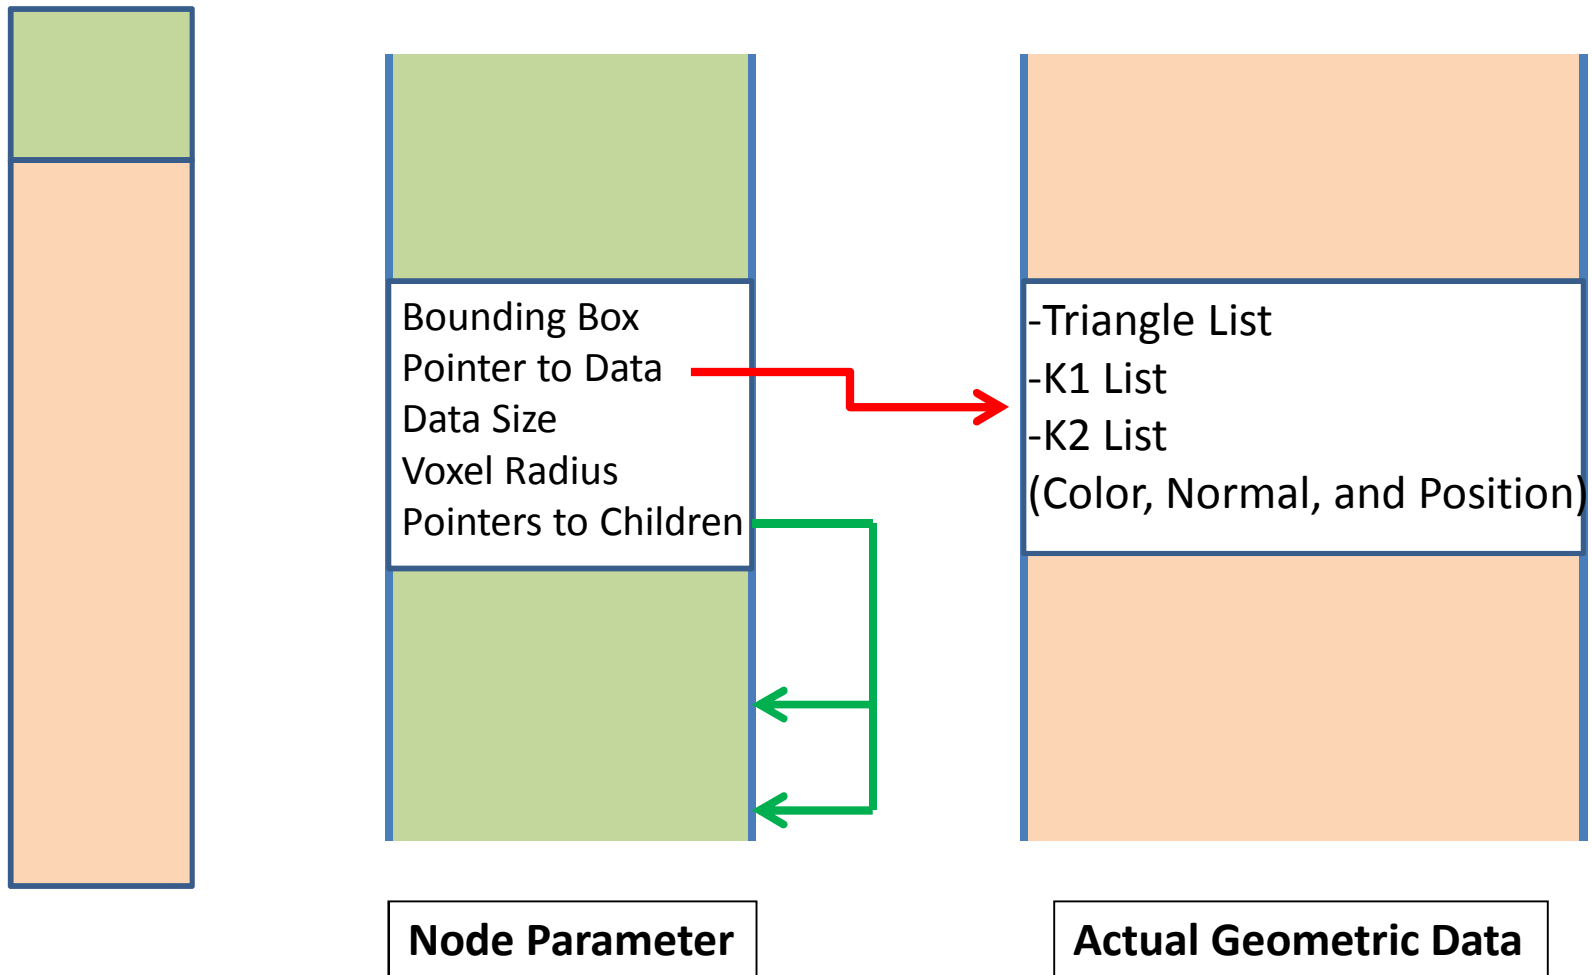 Bounding Box
Pointer to Data
Data Size
Voxel Radius
Pointers to Children
-Triangle List
-K1 List
-K2 List
(Color, Normal, and Position)
Node Parameter
Actual Geometric Data